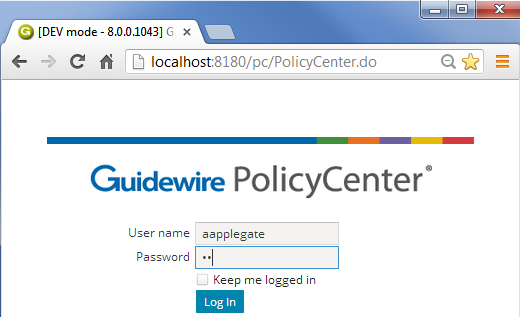 [DEV mode - 8.0.0.1043] G
localhost:8180/pc/PolicyCenter.do
Guidewire PolicyCenter®
User name aapplegate
Password ••
Keep me logged in
Log In